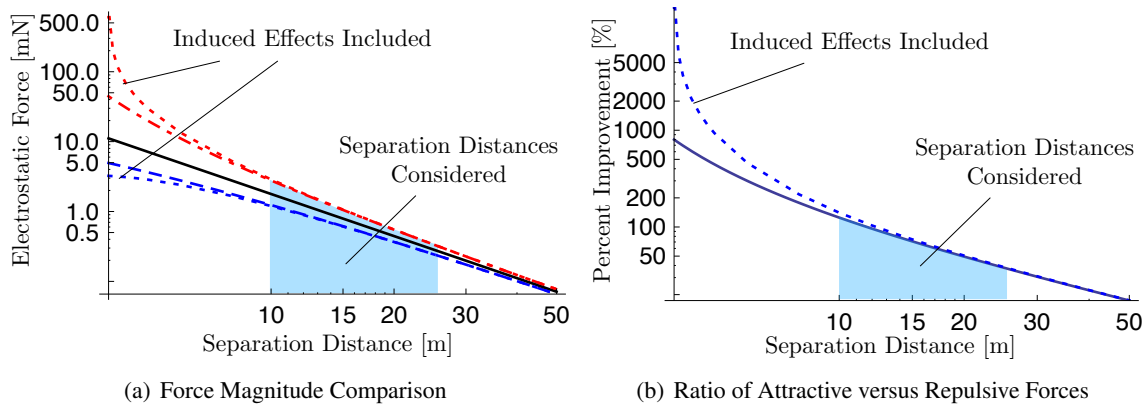 500.0
100.0
50.0
10.0
5.0
1.0
0.5
Electrostatic Force [mN]
Induced Effects Included
Separation Distances
Considered
10 15 20 30 50
Separation Distance [m]
(a) Force Magnitude Comparison
5000
2000
1000
500
200
100
50
Percent Improvement [%]
Induced Effects Included
Separation Distances
Considered
10 15 20 30 50
Separation Distance [m]
(b) Ratio of Attractive versus Repulsive Forces